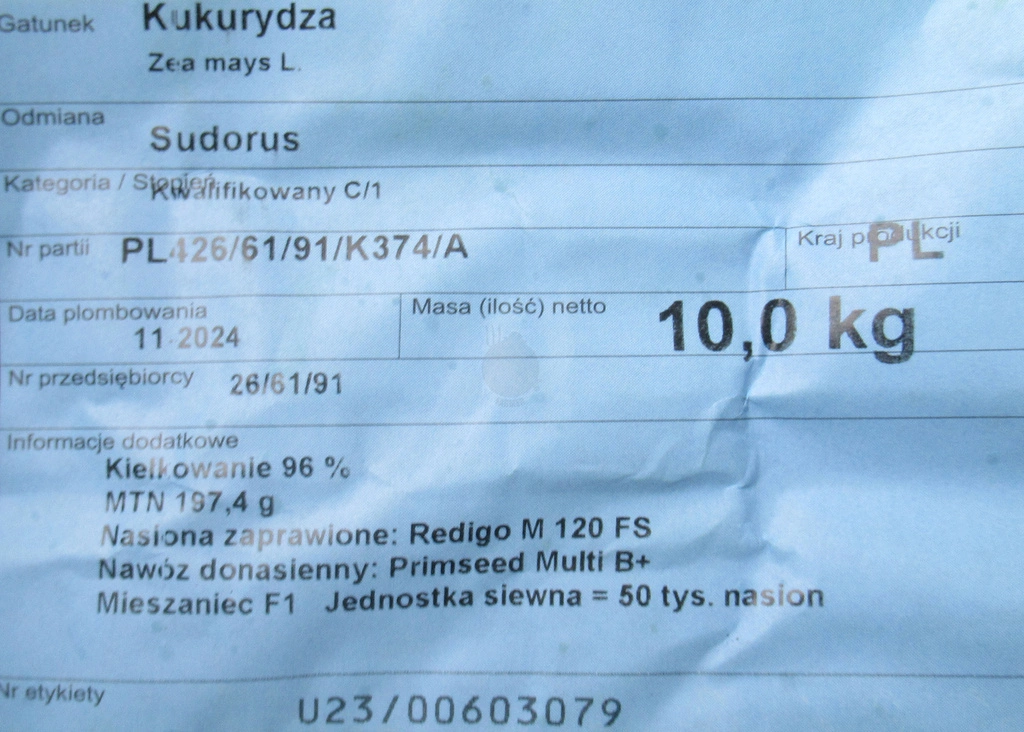 Gatunek Kukurydza
Zea mays L.
Odmiana
Sudorus
Kategoria / Stopień
Kwalifikowany C/1
Nr partii PL426/61/91/K374/A Kraj produkcji PL
Data plombowania Masa (ilość) netto 10,0 kg
11.2024
Nr przedsiębiorcy 26/61/91
Informacje dodatkowe
Kiełkowanie 96 %
MTN 197,4 g
Nasiona zaprawione: Redigo M 120 FS
Nawóz donasienny: Primseed Multi B+
Mieszaniec F1 Jednostka siewna = 50 tys. nasion
Nr etykiety U23/00603079